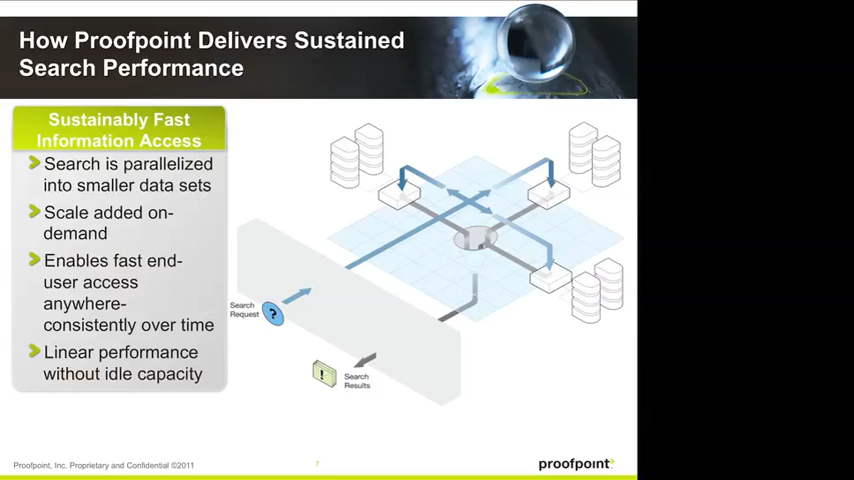 How Proofpoint Delivers Sustained
Search Performance
Sustainably Fast
Information Access
Search is parallelized
into smaller data sets
Scale added on-
demand
Enables fast end-
user access
anywhere-
consistently over time
Linear performance
without idle capacity
Search
Request
?
!
Search
Results
Proofpoint, Inc. Proprietary and Confidential ©2011
7
proofpoint